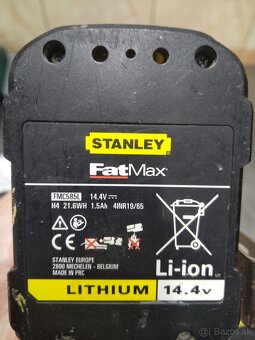 STANLEY
FatMax
FMC585L 14.4V
H4 21.6WH 1.5Ah 4INR19/65
STANLEY EUROPE
2800 MECHELEN - BELGIUM
MADE IN PRC
Li-ion
LITHIUM 14.4v